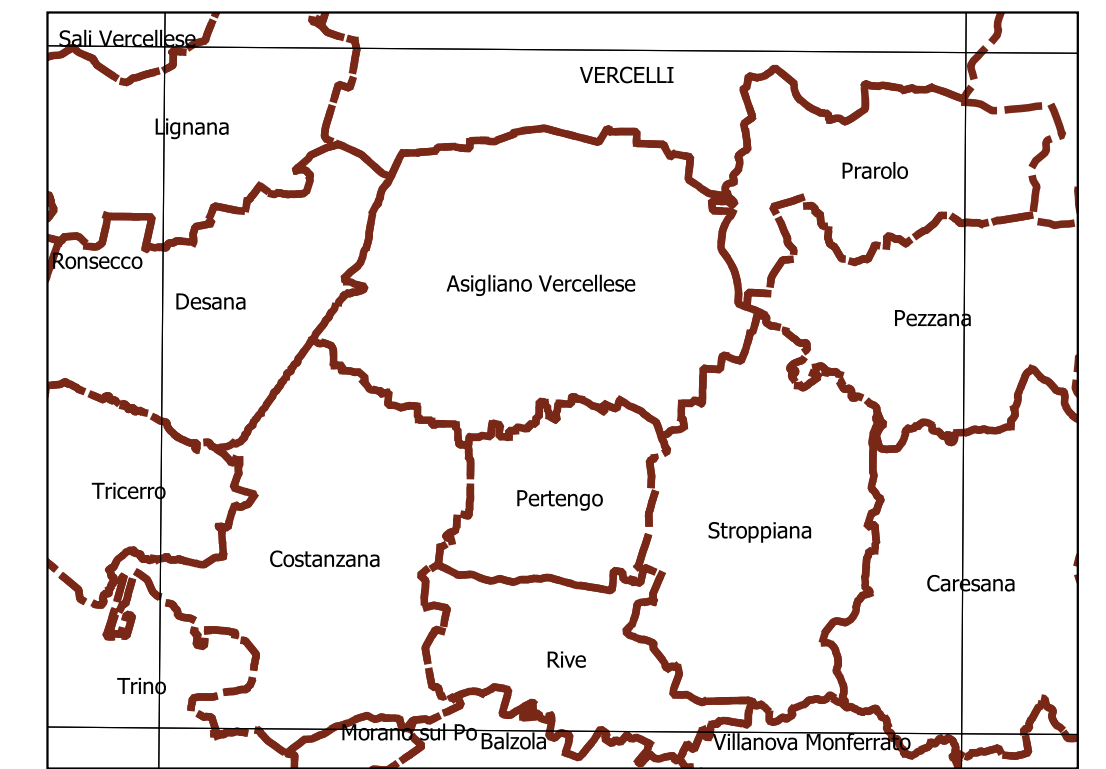 Sali Vercellese
VERCELLI
Lignana
Prarolo
Ronsecco
Desana
Asigliano Vercellese
Pezzana
Tricerro
Pertengo
Stroppiana
Costanzana
Caresana
Rive
Trino
Morano sul Po
Balzola
Villanova Monferrato